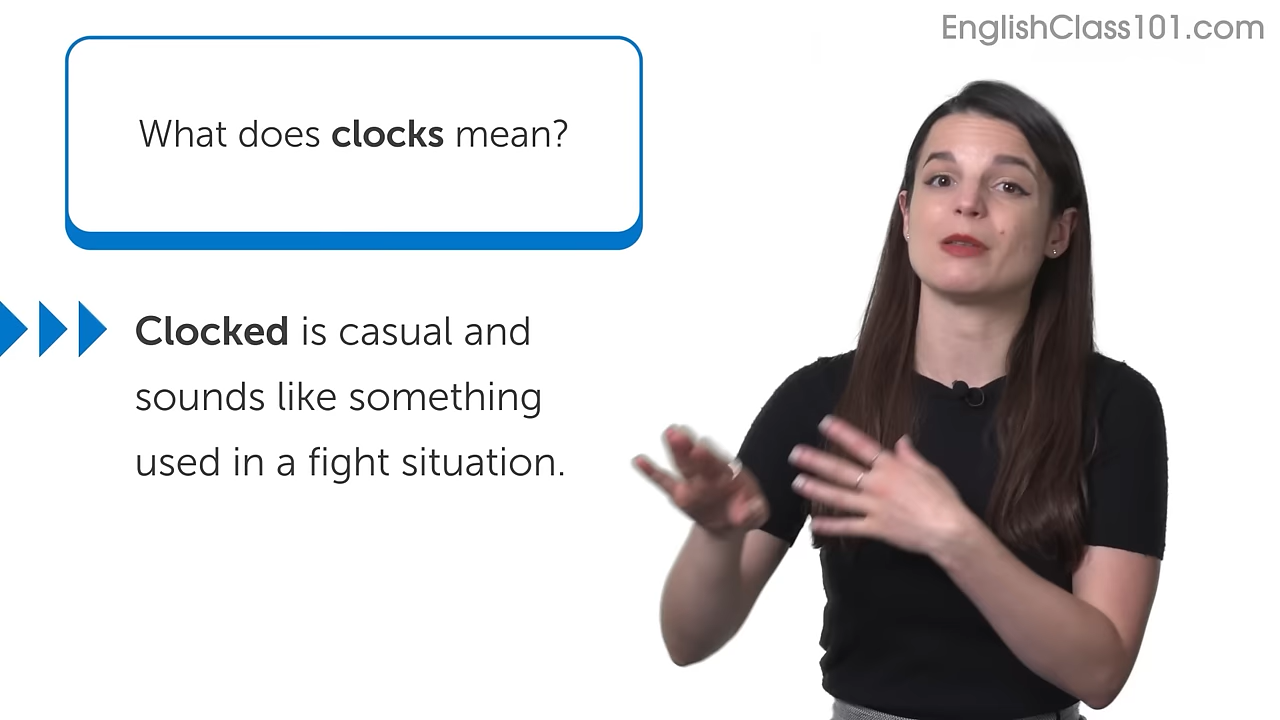 EnglishClass101.com
What does clocks mean?
Clocked is casual and
sounds like something
used in a fight situation.